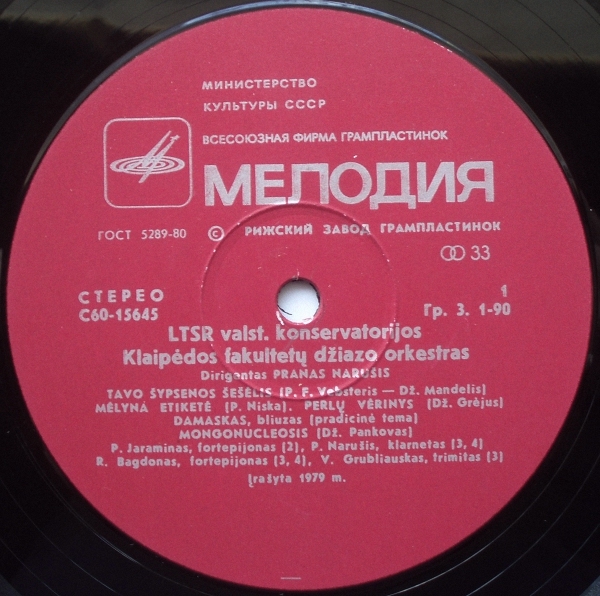 МИНИСТЕРСТВО
КУЛЬТУРЫ СССР
ВСЕСОЮЗНАЯ ФИРМА ГРАМПЛАСТИНОК
МЕЛОДИЯ
ГОСТ 5289-80 © РИЖСКИЙ ЗАВОД ГРАМПЛАСТИНОК
33
СТЕРЕО 1
С60-15645 Гр. 3. 1-90
LTSR valst. konservatorijos
Klaipėdos fakultetų džiazo orkestras
Dirigentas PRANAS NARUŠIS
TAVO ŠYPSENOS ŠEŠĖLIS (P. F. Vebsteris — Dž. Mandelis)
MĖLYNA ETIKETĖ (P. Niska). PERLŲ VĖRINYS (Dž. Grėjus)
DAMASKAS, bliuzas (pradicinė tema)
MONGONUCLEOSIS (Dž. Pankovas)
P. Jaraminas, fortepijonas (2), P. Narušis, klarnetas (3, 4)
R. Bagdonas, fortepijonas (3, 4), V. Grubliauskas, trimitas (3)
Įrašyta 1979 m.